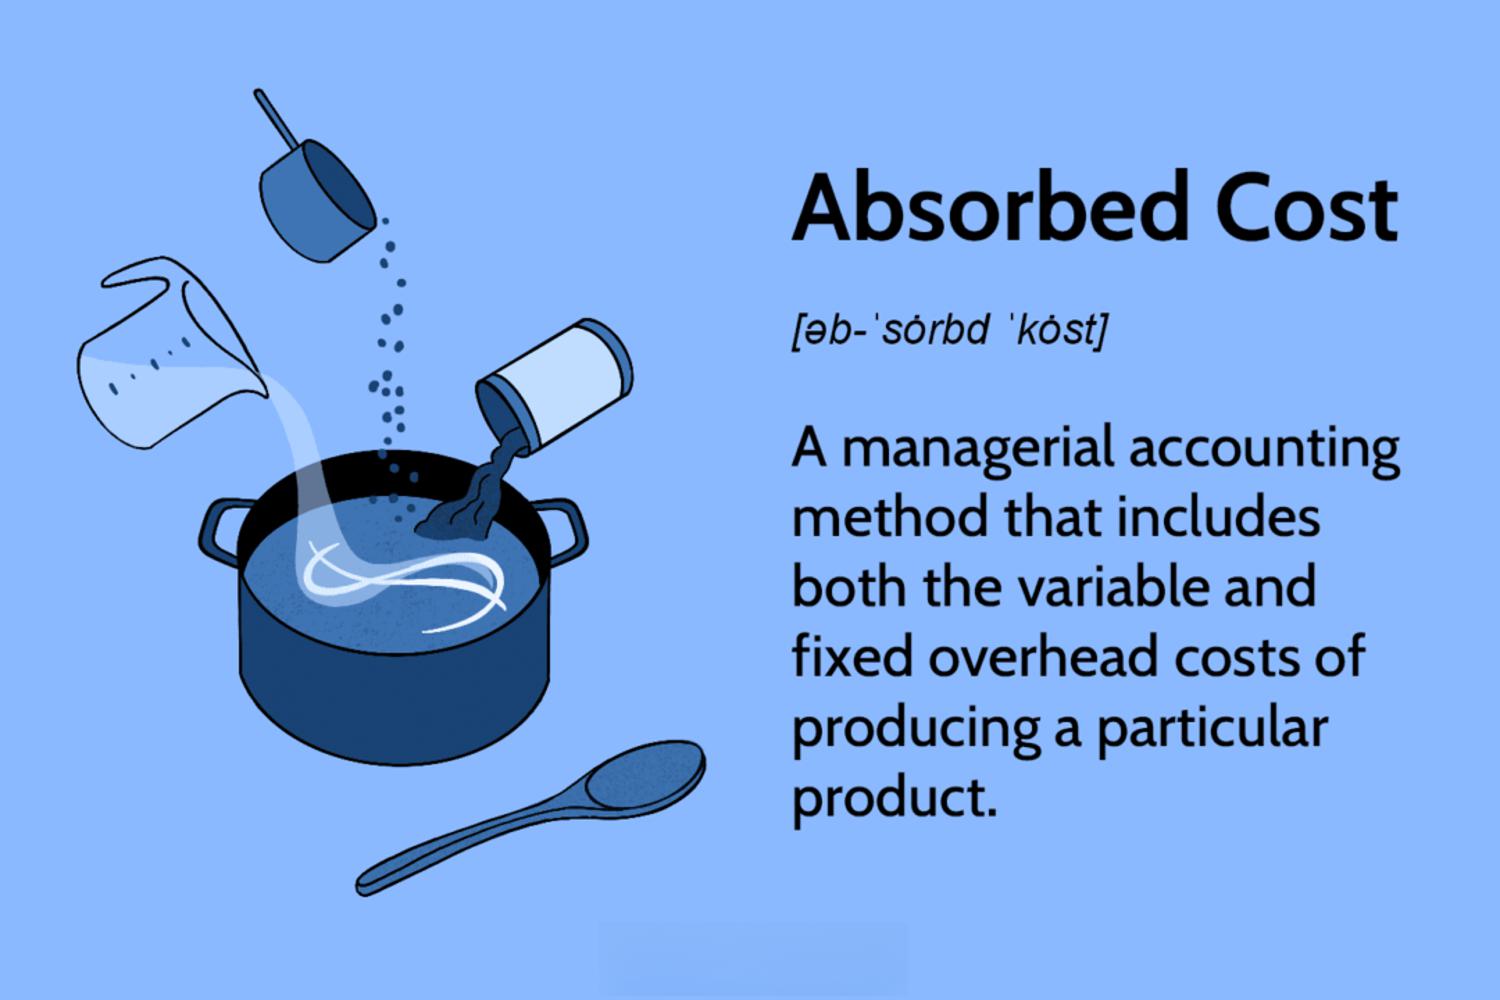 Absorbed Cost
[əb-ˈsȯrbd ˈkȯst]
A managerial accounting
method that includes
both the variable and
fixed overhead costs of
producing a particular
product.